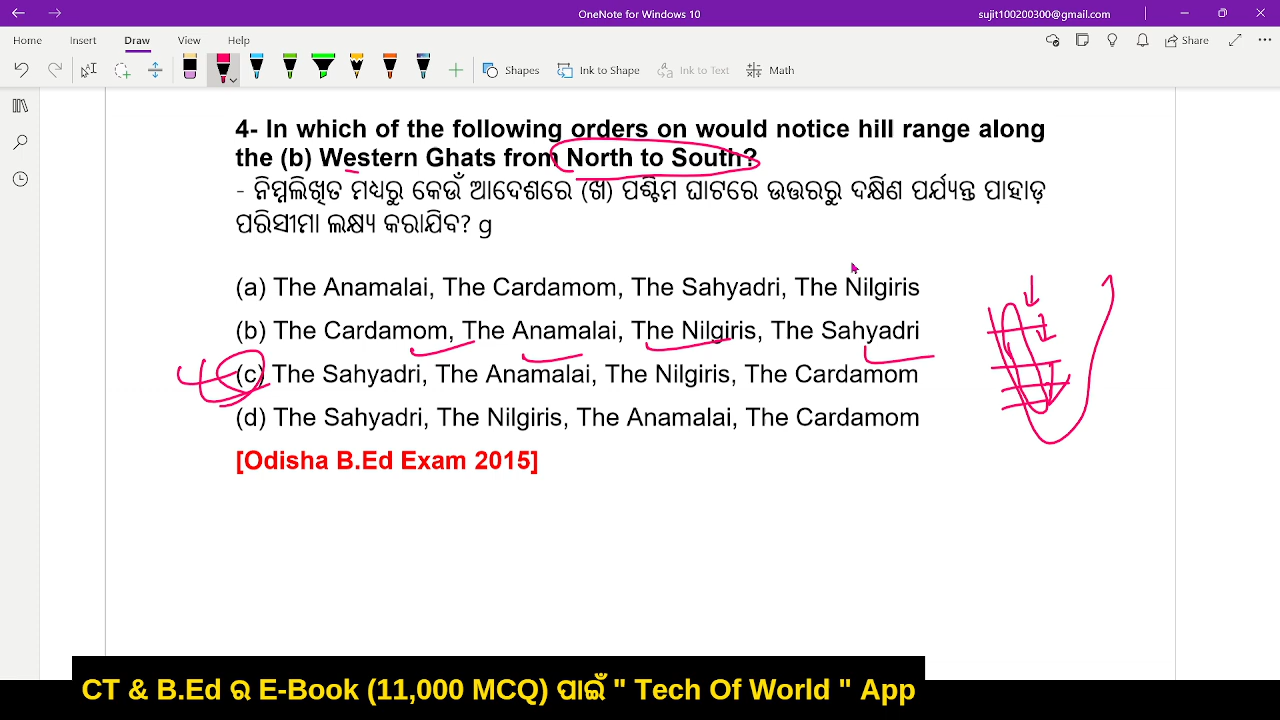 OneNote for Windows 10
sujit100200300@gmail.com
Home Insert Draw View Help
Share
Shapes Ink to Shape Ink to Text Math
4- In which of the following orders on would notice hill range along
the (b) Western Ghats from North to South?
- ନିମ୍ନଲିଖିତ ମଧ୍ୟରୁ କେଉଁ ଆଦେଶରେ (ଖ) ପଶ୍ଚିମ ଘାଟରେ ଉତ୍ତରରୁ ଦକ୍ଷିଣ ପର୍ଯ୍ୟନ୍ତ ପାହାଡ଼
ପରିସୀମା ଲକ୍ଷ୍ୟ କରାଯିବ? g
(a) The Anamalai, The Cardamom, The Sahyadri, The Nilgiris
(b) The Cardamom, The Anamalai, The Nilgiris, The Sahyadri
(c) The Sahyadri, The Anamalai, The Nilgiris, The Cardamom
(d) The Sahyadri, The Nilgiris, The Anamalai, The Cardamom
[Odisha B.Ed Exam 2015]
CT & B.Ed ର E-Book (11,000 MCQ) ପାଇଁ " Tech Of World " App